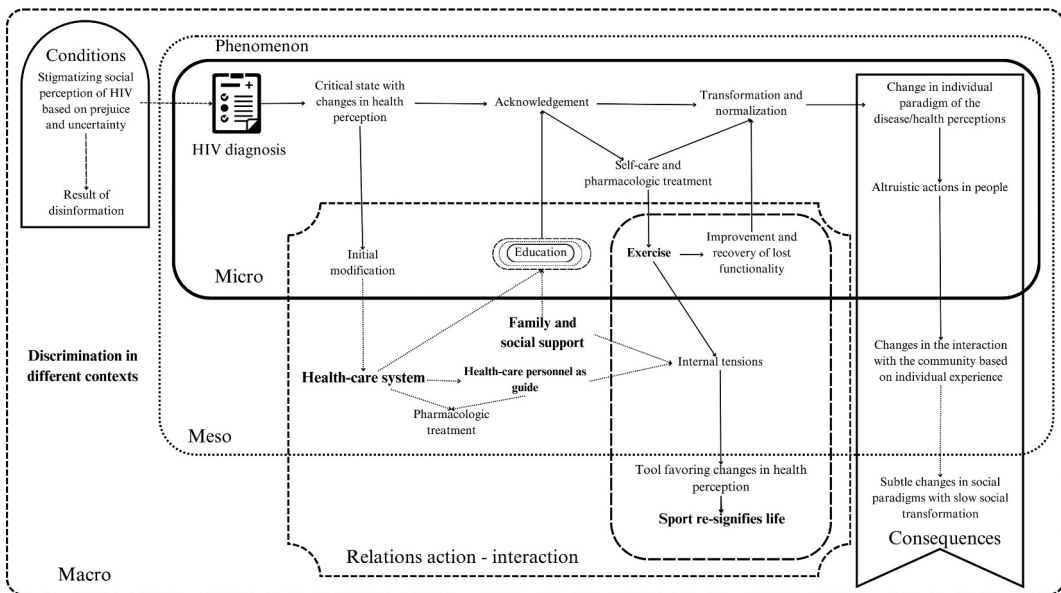 Conditions
Stigmatizing social
perception of HIV
based on prejuice
and uncertainty
Result of
disinformation
Phenomenon
HIV diagnosis
Critical state with
changes in health
perception
Acknowledgement
Transformation and
normalization
Change in individual
paradigm of the
disease/health perceptions
Self-care and
pharmacologic treatment
Altruistic actions in people
Initial
modification
Education
Exercise
Improvement and
recovery of lost
functionality
Micro
Family and
social support
Discrimination in
different contexts
Health-care system
Health-care personnel as
guide
Internal tensions
Changes in the interaction
with the community based
on individual experience
Pharmacologic
treatment
Meso
Tool favoring changes in health
perception
Sport re-signifies life
Subtle changes in social
paradigms with slow social
transformation
Consequences
Relations action - interaction
Macro